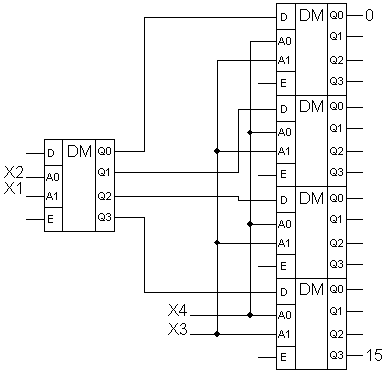 D DM Q0 0
A0 Q1
A1 Q2
E Q3
D DM Q0
A0 Q1
A1 Q2
E Q3
D DM Q0
X2 A0 Q1
X1 A1 Q2
E Q3
D DM Q0
A0 Q1
A1 Q2
E Q3
D DM Q0
X4 A0 Q1
X3 A1 Q2
E Q3 15